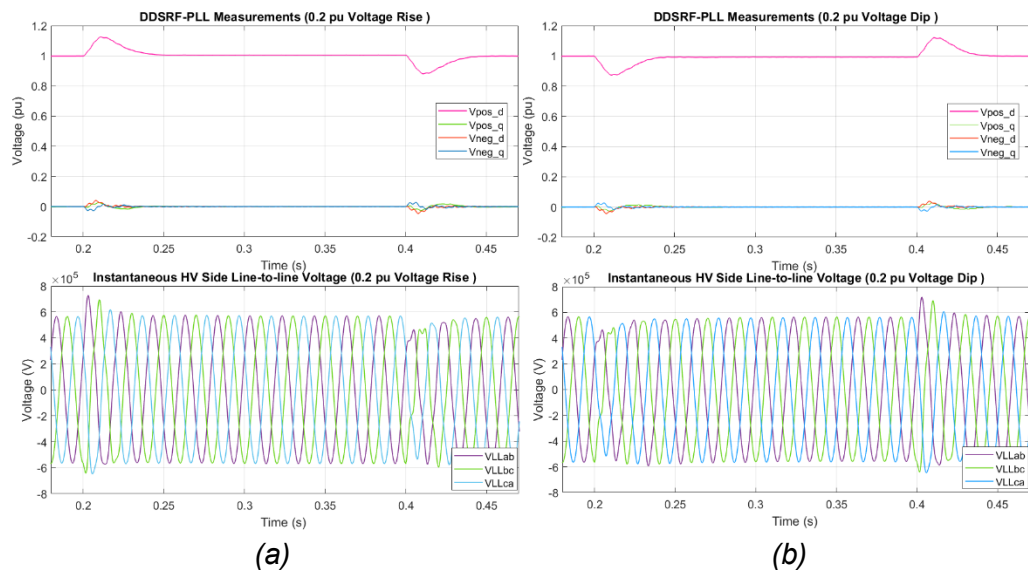 DDSRF-PLL Measurements (0.2 pu Voltage Rise )
1.2
1
0.8
0.6
0.4
0.2
0
-0.2
Voltage (pu)
Vpos_d
Vpos_q
Vneg_d
Vneg_q
0.2 0.25 0.3 0.35 0.4 0.45
Time (s)
Instantaneous HV Side Line-to-line Voltage (0.2 pu Voltage Rise )
×10⁵
8
6
4
2
0
-2
-4
-6
-8
Voltage (V)
VLLab
VLLbc
VLLca
0.2 0.25 0.3 0.35 0.4 0.45
Time (s)
(a)
DDSRF-PLL Measurements (0.2 pu Voltage Dip )
1.2
1
0.8
0.6
0.4
0.2
0
-0.2
Voltage (pu)
Vpos_d
Vpos_q
Vneg_d
Vneg_q
0.2 0.25 0.3 0.35 0.4 0.45
Time (s)
Instantaneous HV Side Line-to-line Voltage (0.2 pu Voltage Dip )
×10⁵
8
6
4
2
0
-2
-4
-6
-8
Voltage (V)
VLLab
VLLbc
VLLca
0.2 0.25 0.3 0.35 0.4 0.45
Time (s)
(b)